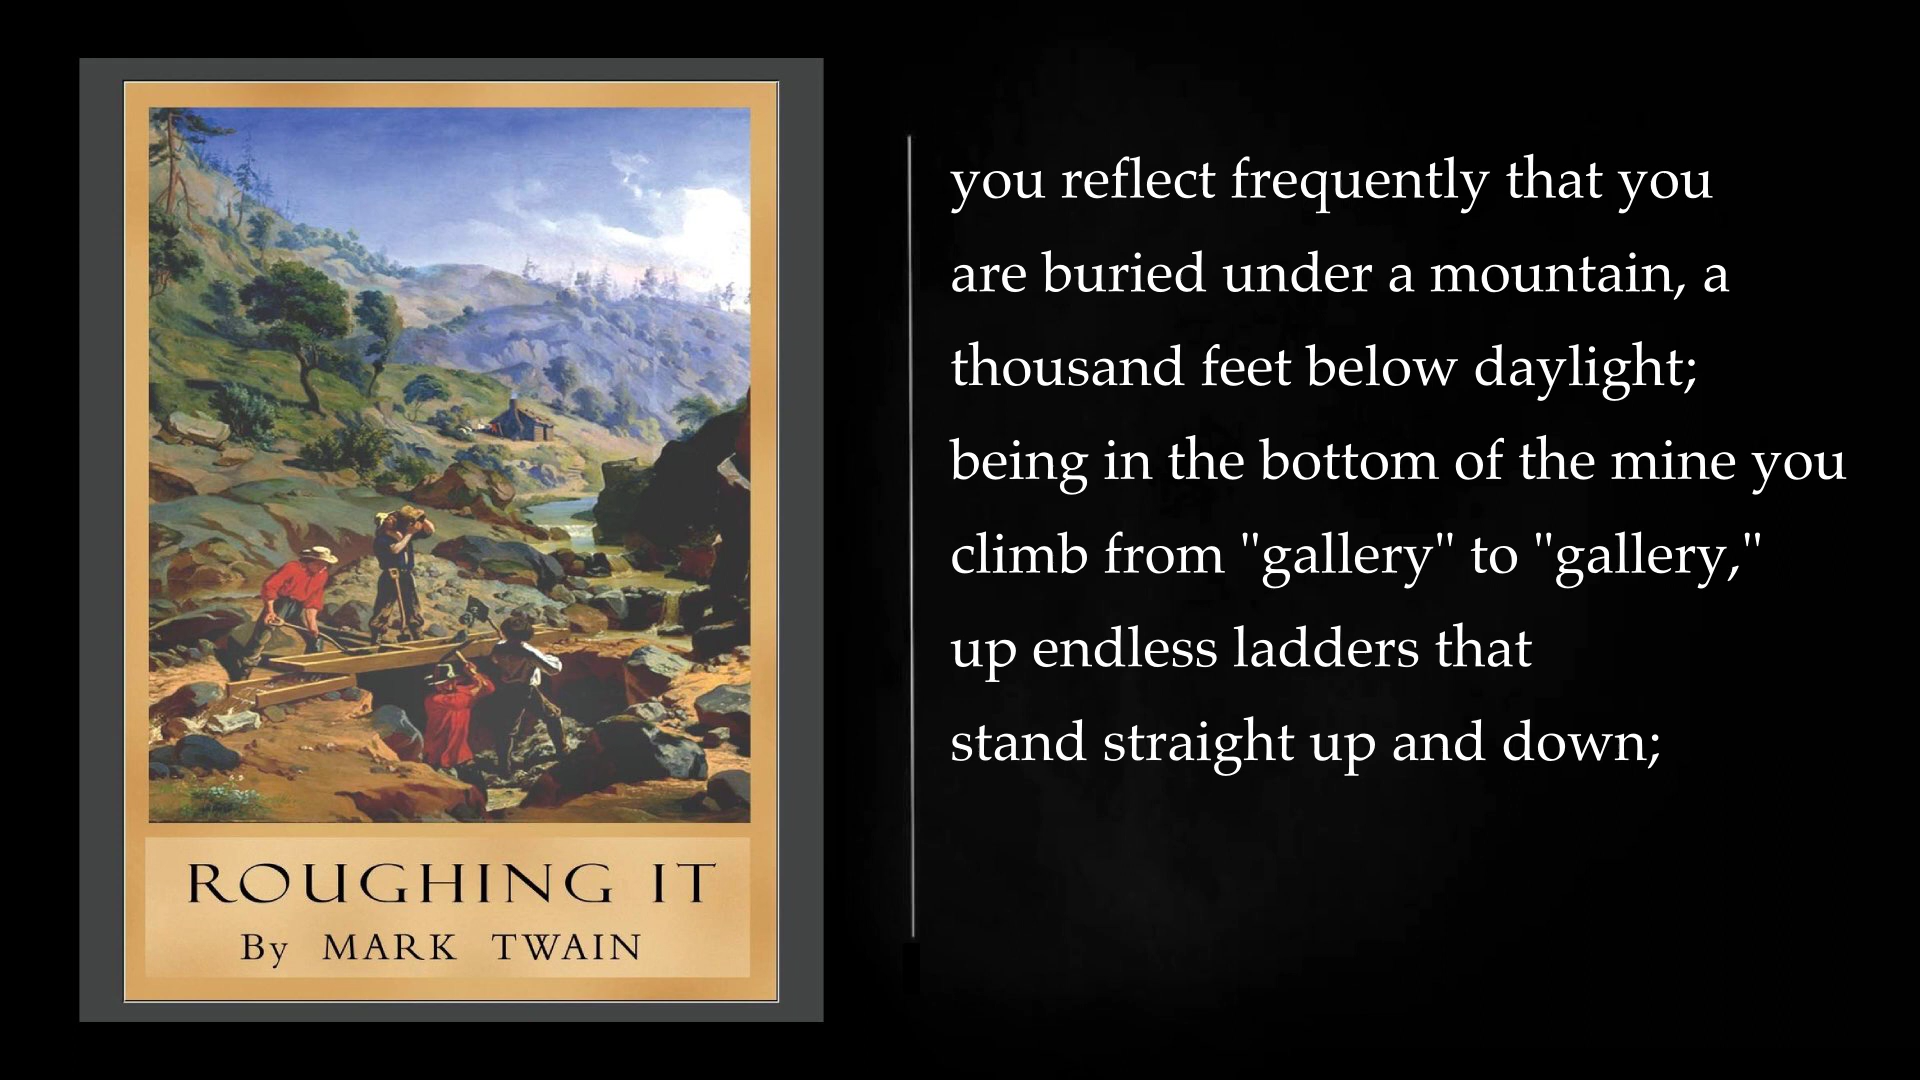 ROUGHING IT
By MARK TWAIN
you reflect frequently that you
are buried under a mountain, a
thousand feet below daylight;
being in the bottom of the mine you
climb from "gallery" to "gallery,"
up endless ladders that
stand straight up and down;